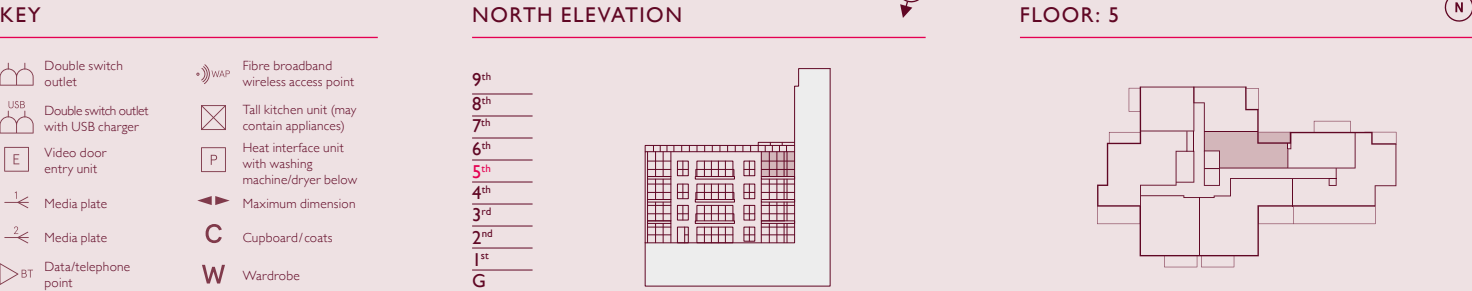 KEY
Double switch
outlet
USB
Double switch outlet
with USB charger
E
Video door
entry unit
1
Media plate
2
Media plate
BT
Data/telephone
point
WAP
Fibre broadband
wireless access point
Tall kitchen unit (may
contain appliances)
P
Heat interface unit
with washing
machine/dryer below
Maximum dimension
C
Cupboard/coats
W
Wardrobe
NORTH ELEVATION
9th
8th
7th
6th
5th
4th
3rd
2nd
1st
G
FLOOR: 5
N